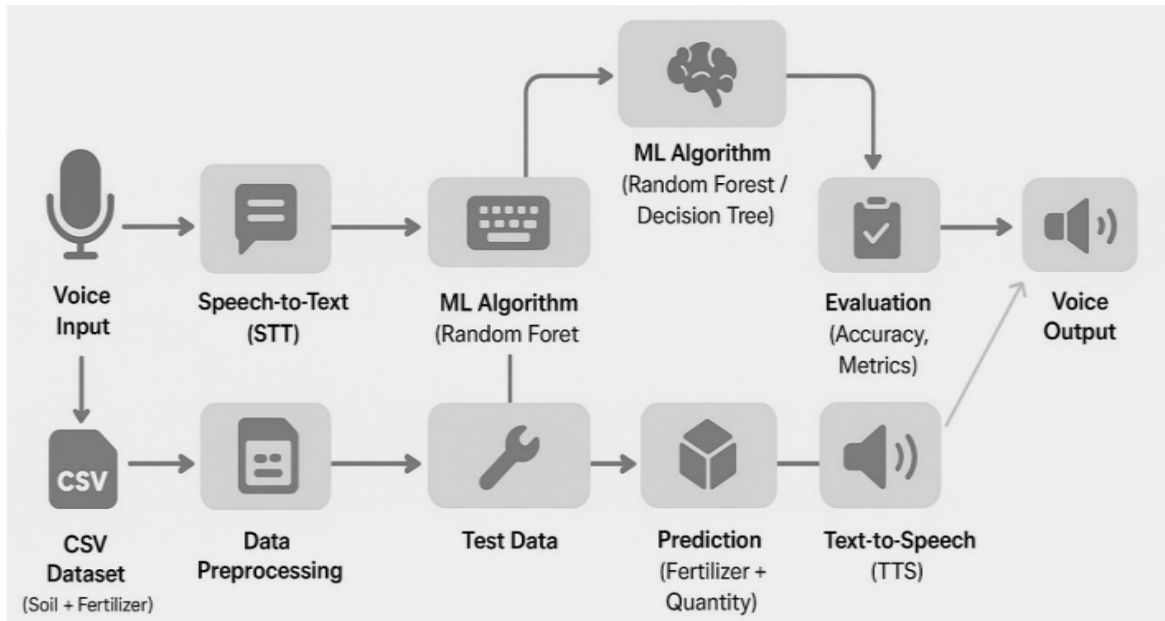 ML Algorithm
(Random Forest /
Decision Tree)
Voice
Input
Speech-to-Text
(STT)
ML Algorithm
(Random Foret
Evaluation
(Accuracy,
Metrics)
Voice
Output
CSV
CSV
Dataset
(Soil + Fertilizer)
Data
Preprocessing
Test Data
Prediction
(Fertilizer +
Quantity)
Text-to-Speech
(TTS)